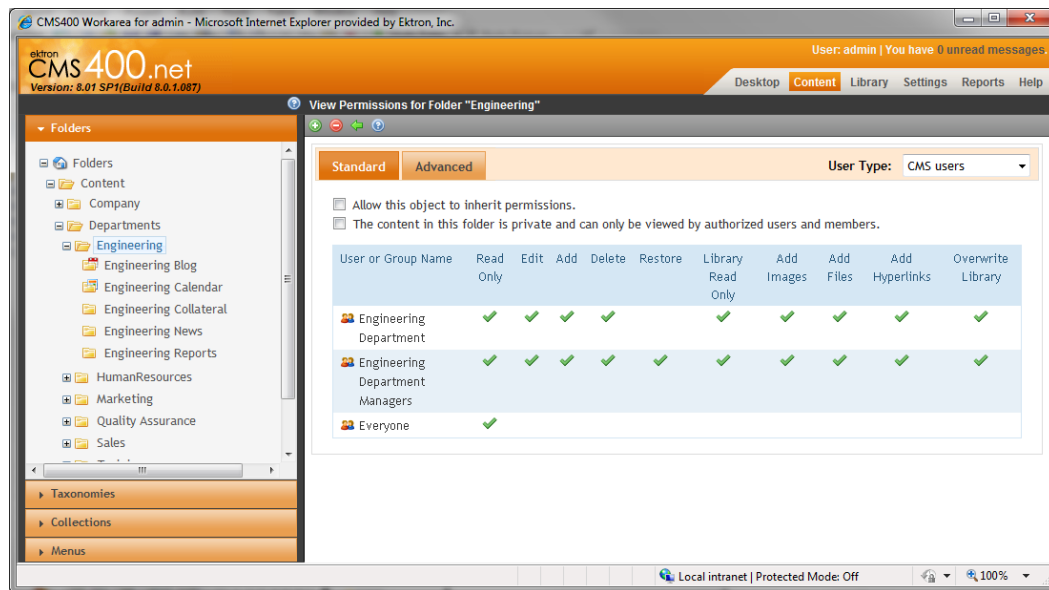 CMS400 Workarea for admin - Microsoft Internet Explorer provided by Ektron, Inc.
ektron
CMS400.net
Version: 8.01 SP1(Build 8.0.1.087)
User: admin | You have 0 unread messages.
Desktop Content Library Settings Reports Help
View Permissions for Folder "Engineering"
Folders
Folders
Content
Company
Departments
Engineering
Engineering Blog
Engineering Calendar
Engineering Collateral
Engineering News
Engineering Reports
HumanResources
Marketing
Quality Assurance
Sales
Taxonomies
Collections
Menus
Standard Advanced
User Type: CMS users
Allow this object to inherit permissions.
The content in this folder is private and can only be viewed by authorized users and members.
User or Group Name Read Only Edit Add Delete Restore Library Read Only Add Images Add Files Add Hyperlinks Overwrite Library
Engineering Department
Engineering Department Managers
Everyone
Local intranet | Protected Mode: Off
100%